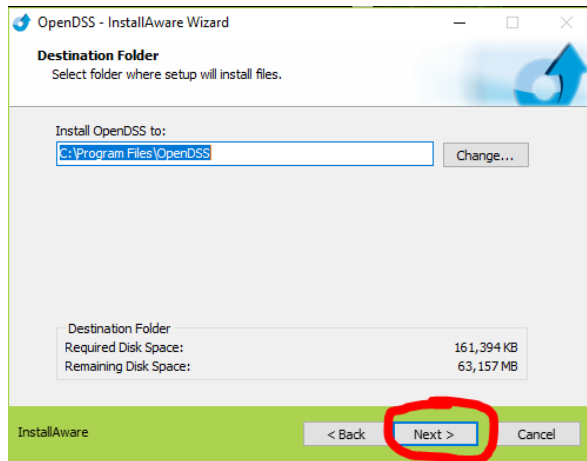 OpenDSS - InstallAware Wizard
Destination Folder
Select folder where setup will install files.
Install OpenDSS to:
C:\Program Files\OpenDSS
Change...
Destination Folder
Required Disk Space: 161,394 KB
Remaining Disk Space: 63,157 MB
InstallAware
< Back Next > Cancel